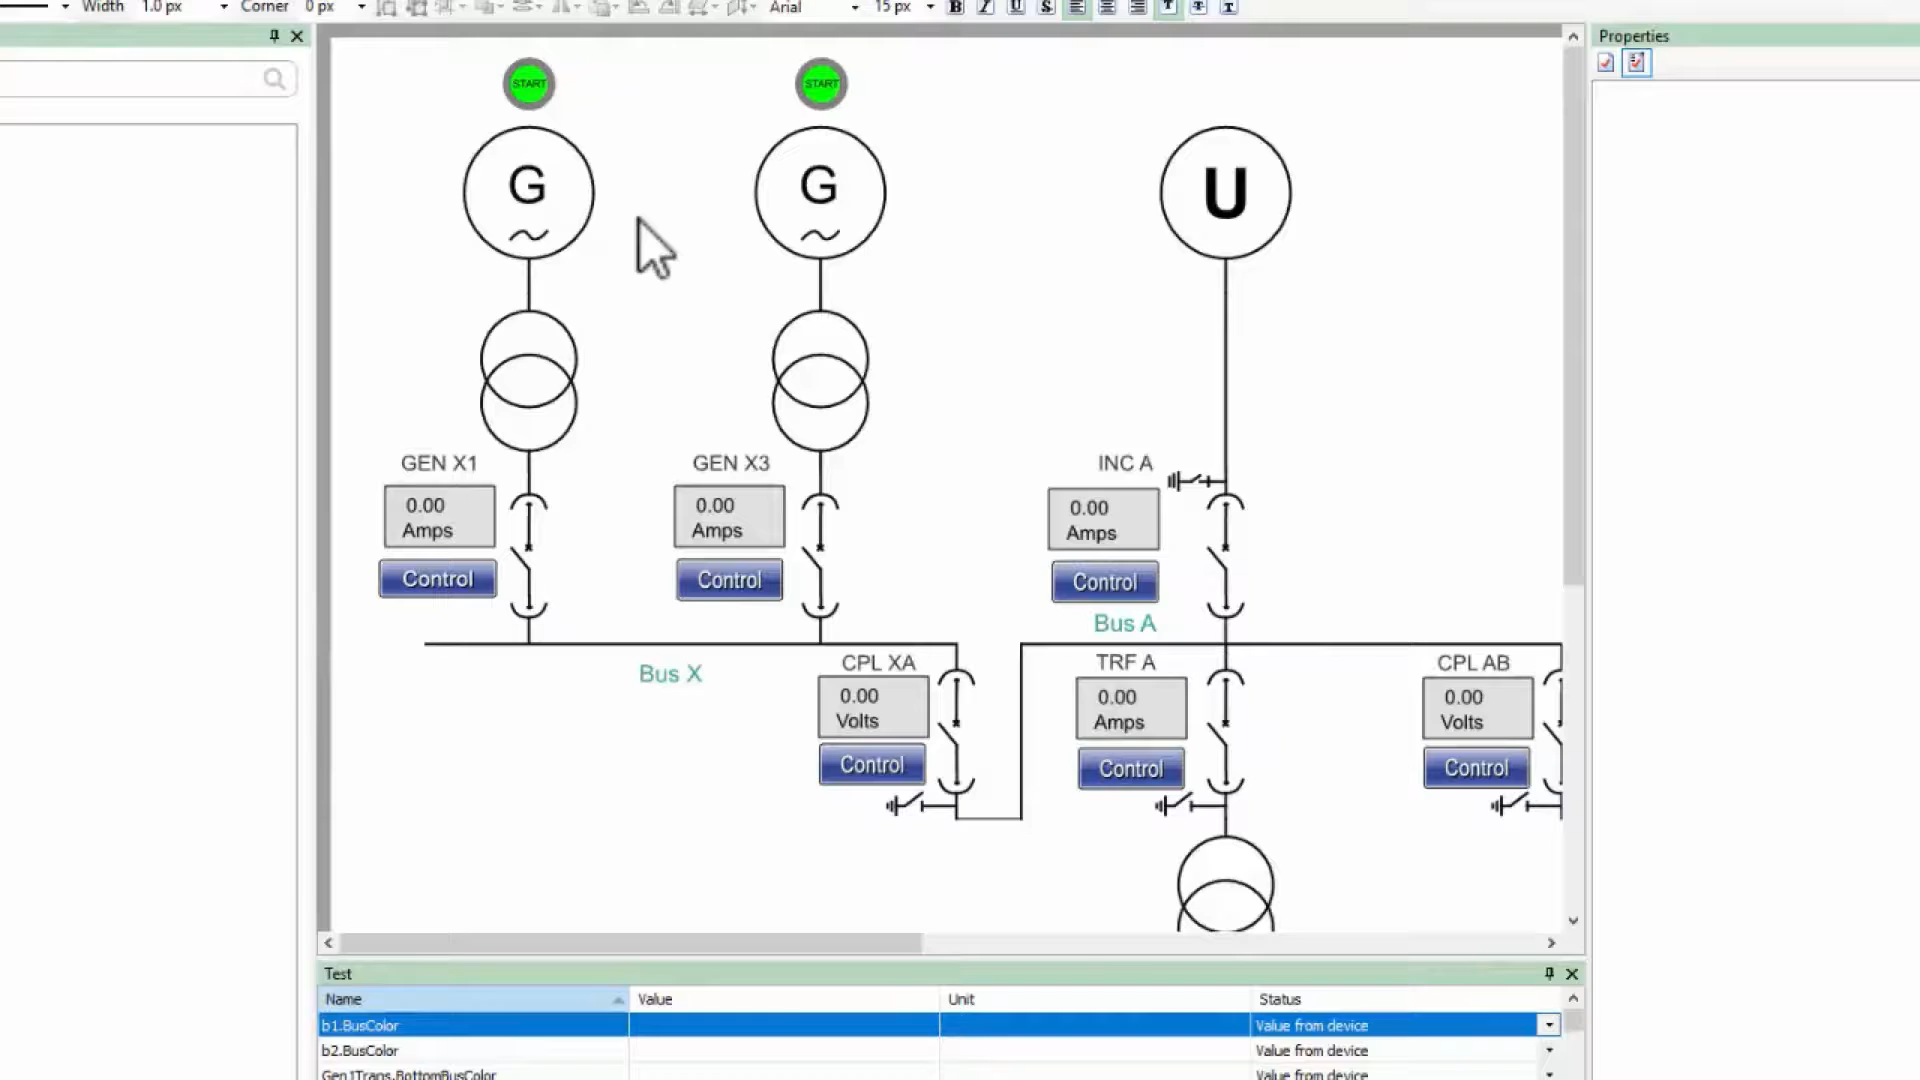 Width 1.0 px Corner 0 px Arial 15 px B I U S T T T
Properties
START START
G G U
GEN X1 GEN X3 INC A
0.00
Amps
0.00
Amps
0.00
Amps
Control Control Control
Bus A
Bus X
CPL XA TRF A CPL AB
0.00
Volts
0.00
Amps
0.00
Volts
Control Control Control
Test
Name Value Unit Status
b1.BusColor Value from device
b2.BusColor Value from device
Gen1Trans.BottomBusColor Value from device